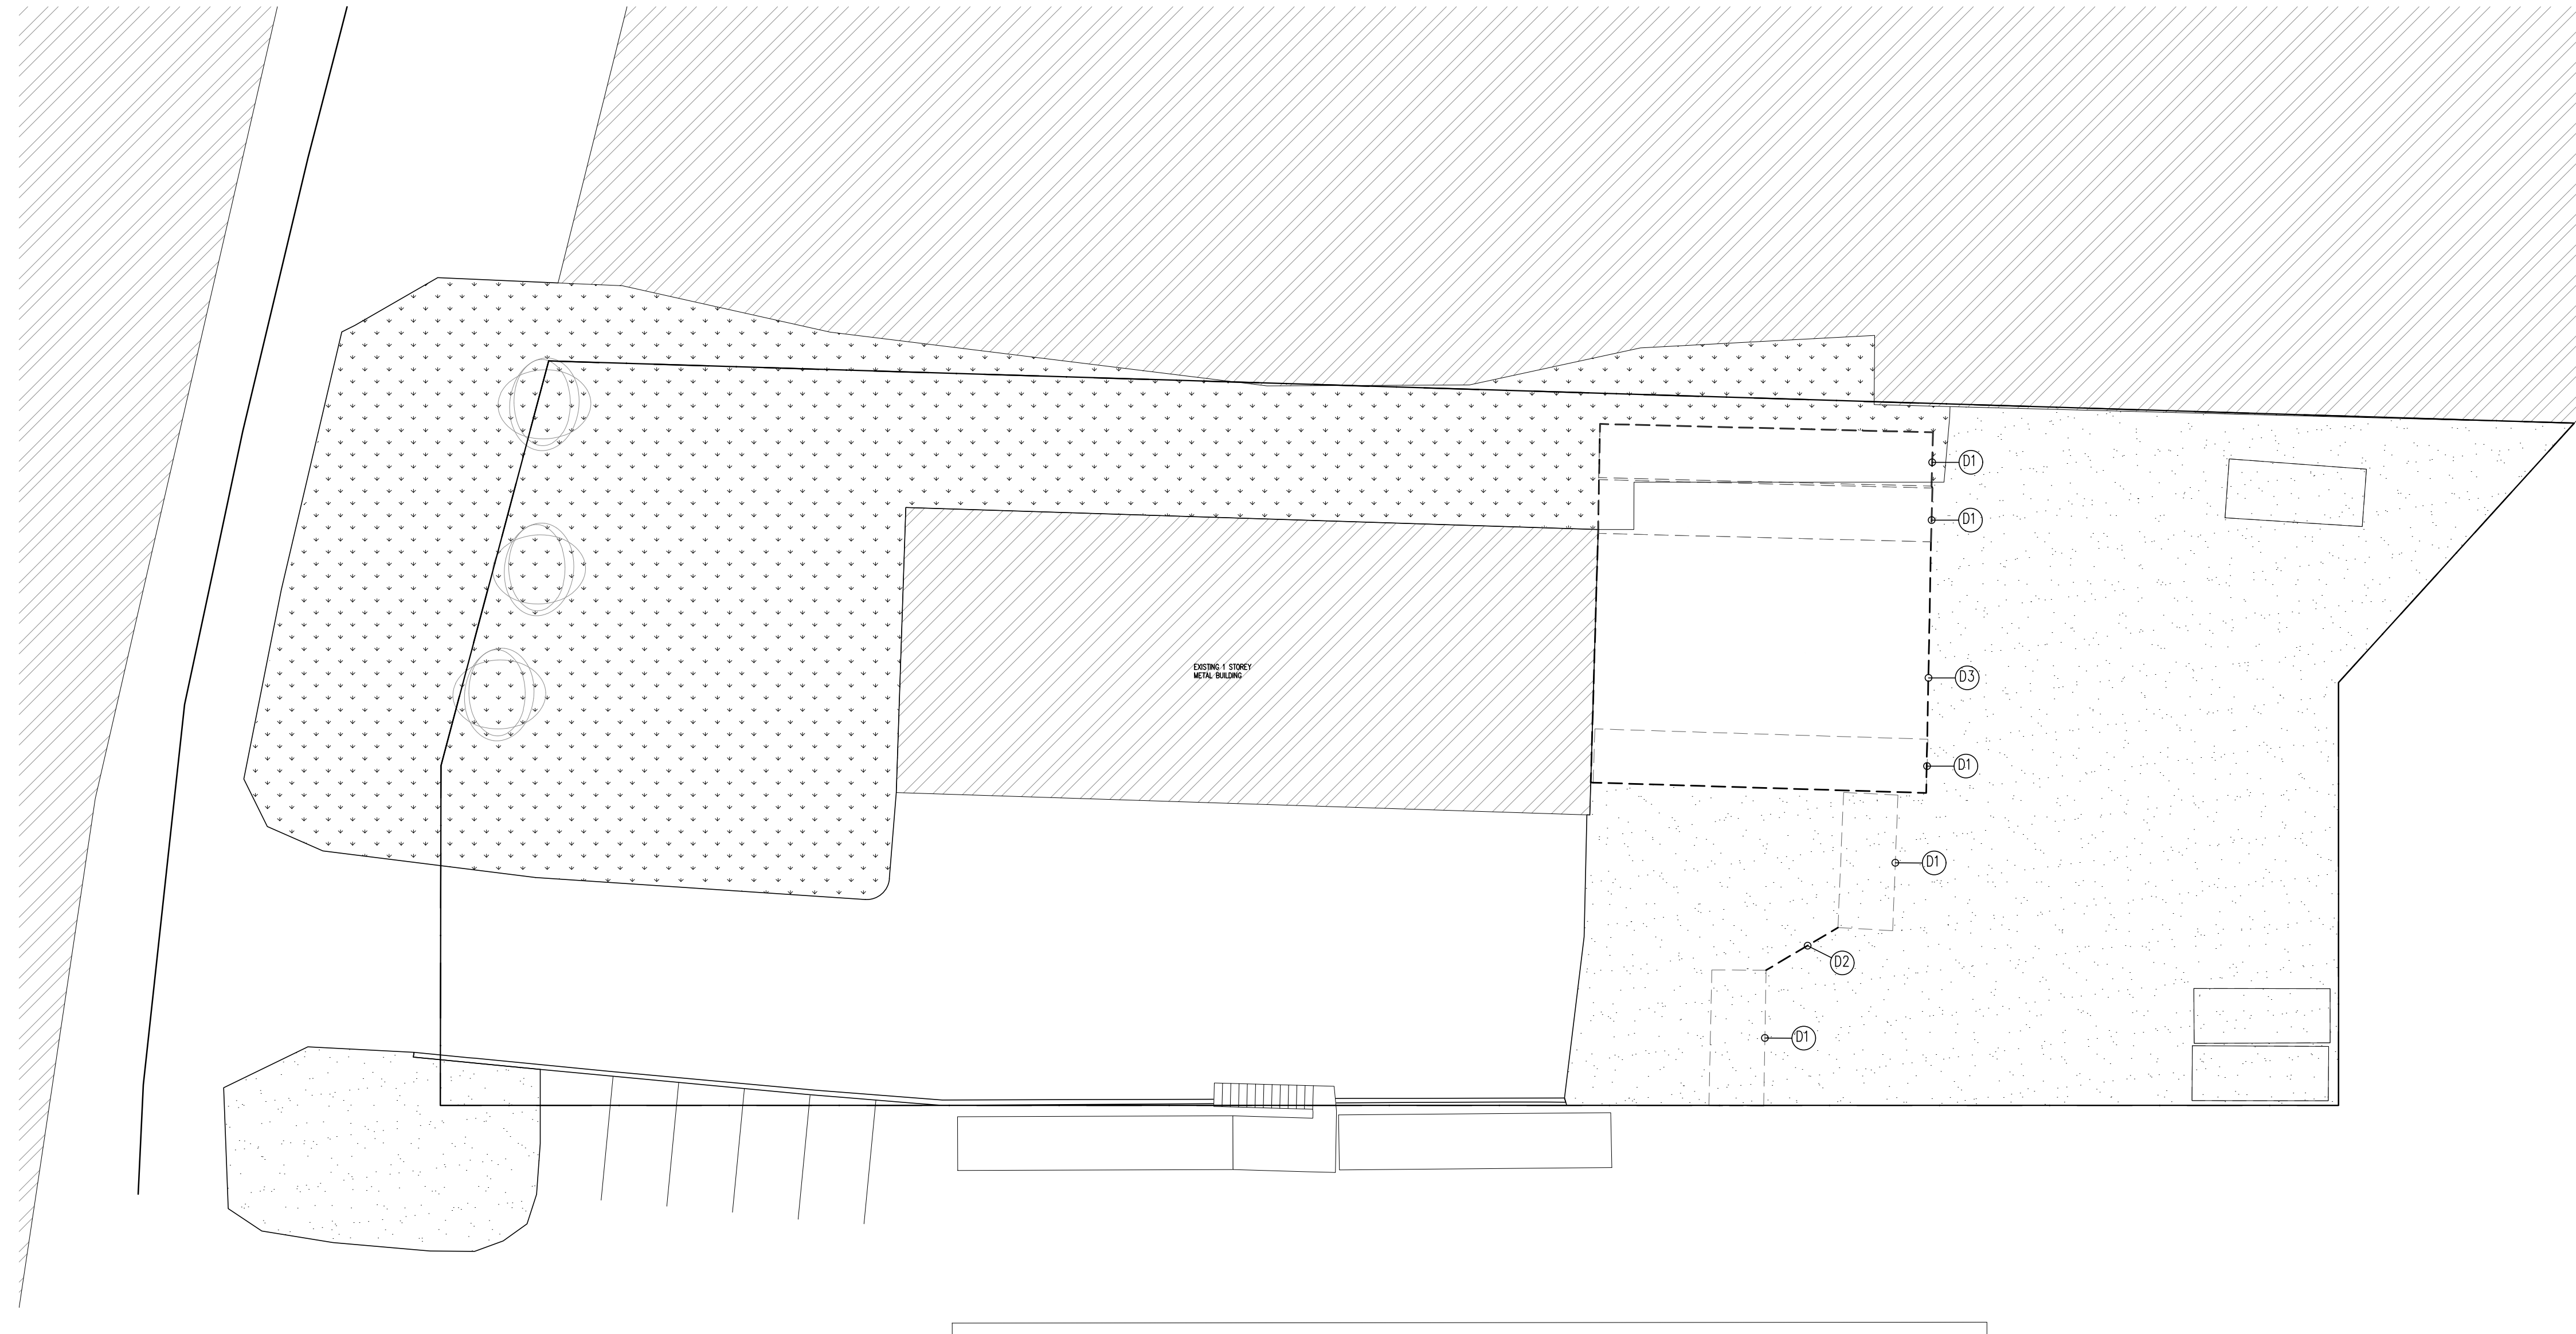 D1
D1
EXISTING 1 STOREY
METAL BUILDING
D3
D1
D1
D2
D1